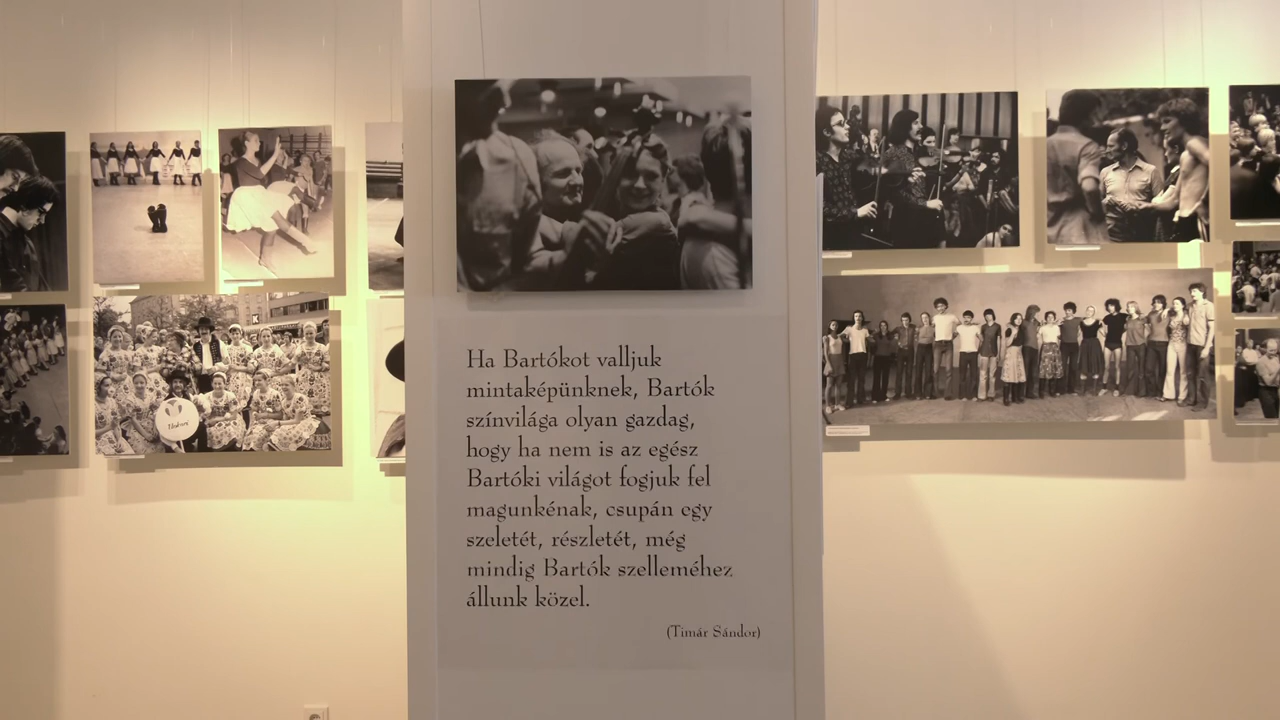 Ha Bartókot valljuk
mintaképünknek, Bartók
színvilága olyan gazdag,
hogy ha nem is az egész
Bartóki világot fogjuk fel
magunkénak, csupán egy
szeletét, részletét, még
mindig Bartók szelleméhez
állunk közel.
(Timár Sándor)